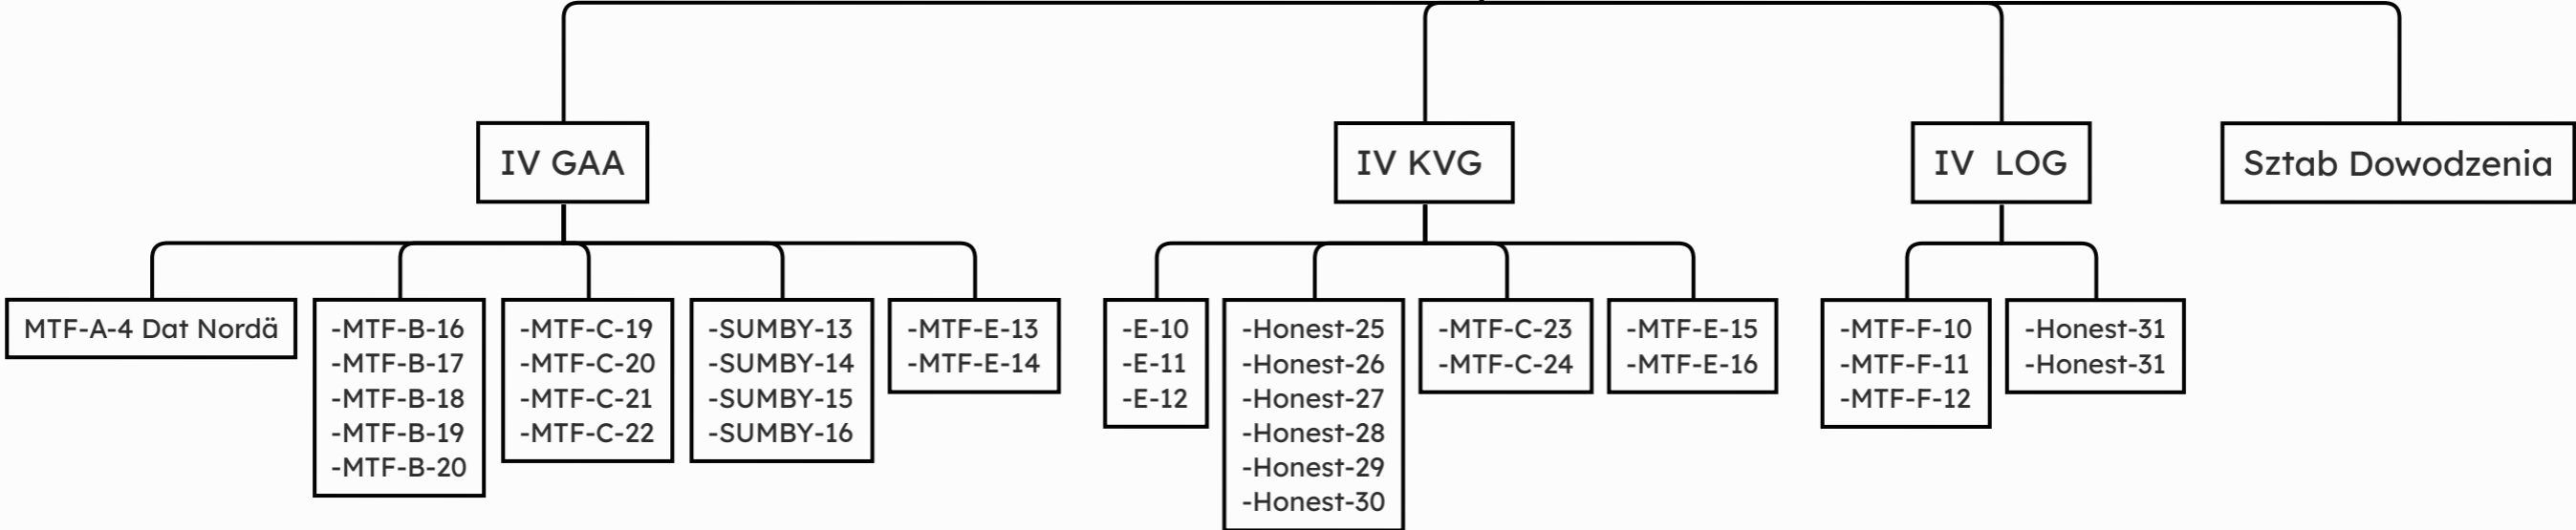 IV GAA
IV KVG
IV LOG
Sztab Dowodzenia
MTF-A-4 Dat Nordä
-MTF-B-16
-MTF-B-17
-MTF-B-18
-MTF-B-19
-MTF-B-20
-MTF-C-19
-MTF-C-20
-MTF-C-21
-MTF-C-22
-SUMBY-13
-SUMBY-14
-SUMBY-15
-SUMBY-16
-MTF-E-13
-MTF-E-14
-E-10
-E-11
-E-12
-Honest-25
-Honest-26
-Honest-27
-Honest-28
-Honest-29
-Honest-30
-MTF-C-23
-MTF-C-24
-MTF-E-15
-MTF-E-16
-MTF-F-10
-MTF-F-11
-MTF-F-12
-Honest-31
-Honest-31